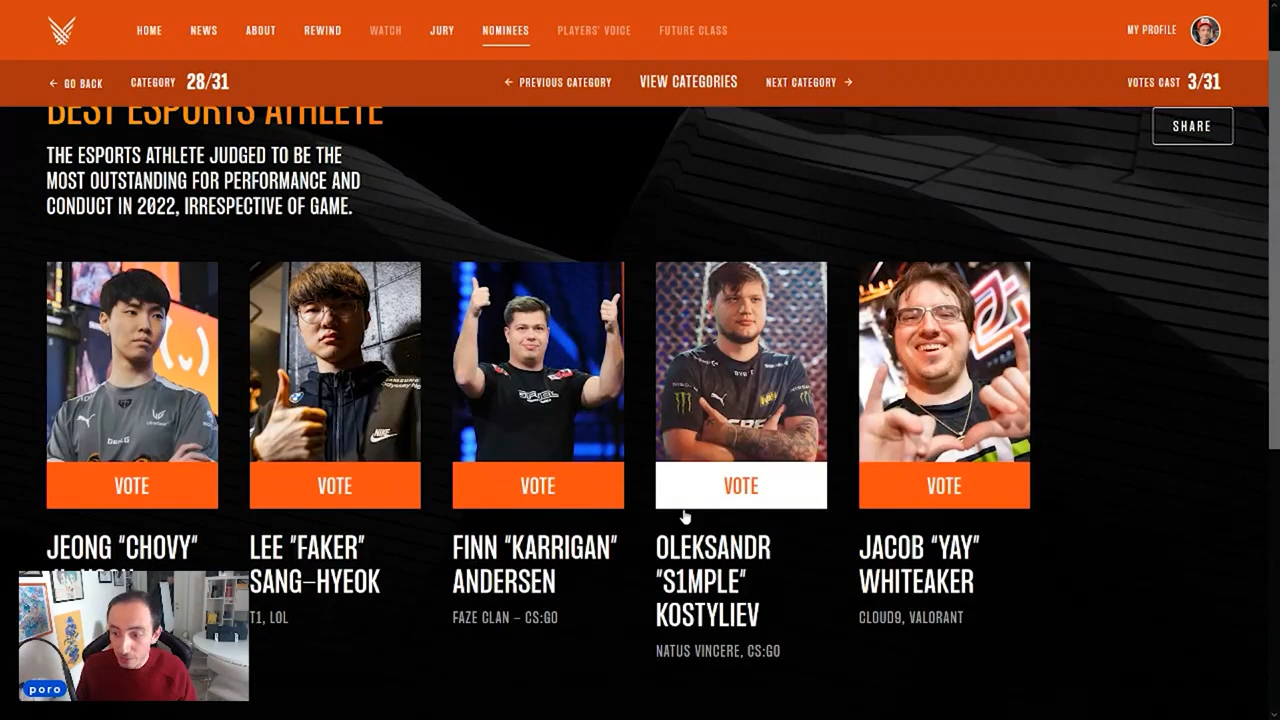 HOME NEWS ABOUT REWIND WATCH JURY NOMINEES PLAYERS' VOICE FUTURE CLASS MY PROFILE
← GO BACK CATEGORY 28/31 ← PREVIOUS CATEGORY VIEW CATEGORIES NEXT CATEGORY → VOTES CAST 3/31
BEST ESPORTS ATHLETE
SHARE
THE ESPORTS ATHLETE JUDGED TO BE THE
MOST OUTSTANDING FOR PERFORMANCE AND
CONDUCT IN 2022, IRRESPECTIVE OF GAME.
VOTE VOTE VOTE VOTE VOTE
JEONG "CHOVY"
LEE "FAKER"
SANG-HYEOK
T1, LOL
FINN "KARRIGAN"
ANDERSEN
FAZE CLAN – CS:GO
OLEKSANDR
"S1MPLE"
KOSTYLIEV
NATUS VINCERE, CS:GO
JACOB "YAY"
WHITEAKER
CLOUD9, VALORANT
poro